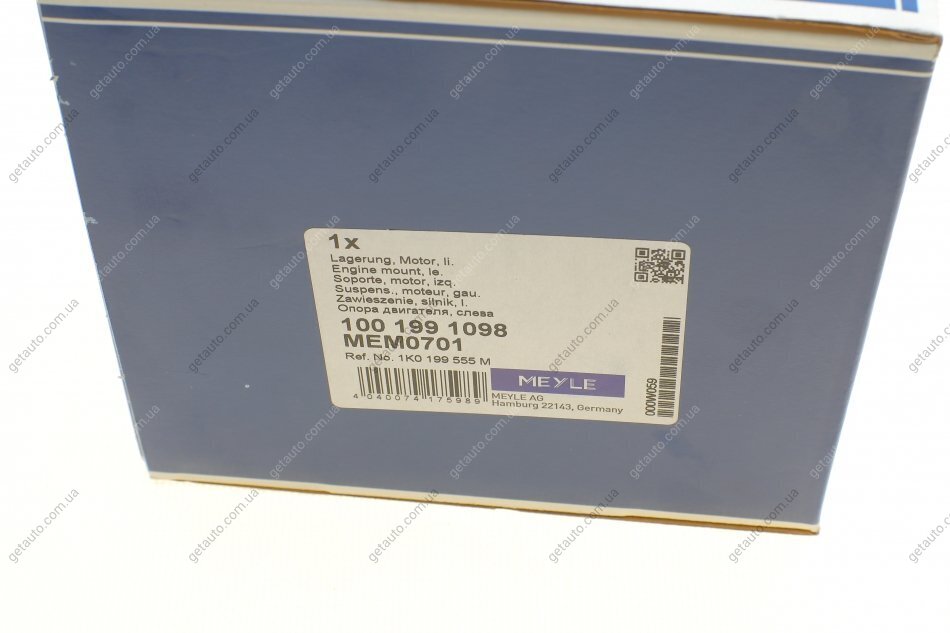 1x
Lagerung, Motor, li.
Engine mount, le.
Soporte, motor, izq.
Suspens., moteur, gau.
Zawieszenie, silnik, l.
Опора двигателя, слева
100 199 1098
MEM0701
Ref. No. 1K0 199 555 M
4 040074 175989
MEYLE
MEYLE AG
Hamburg 22143, Germany
000W059
getauto.com.ua